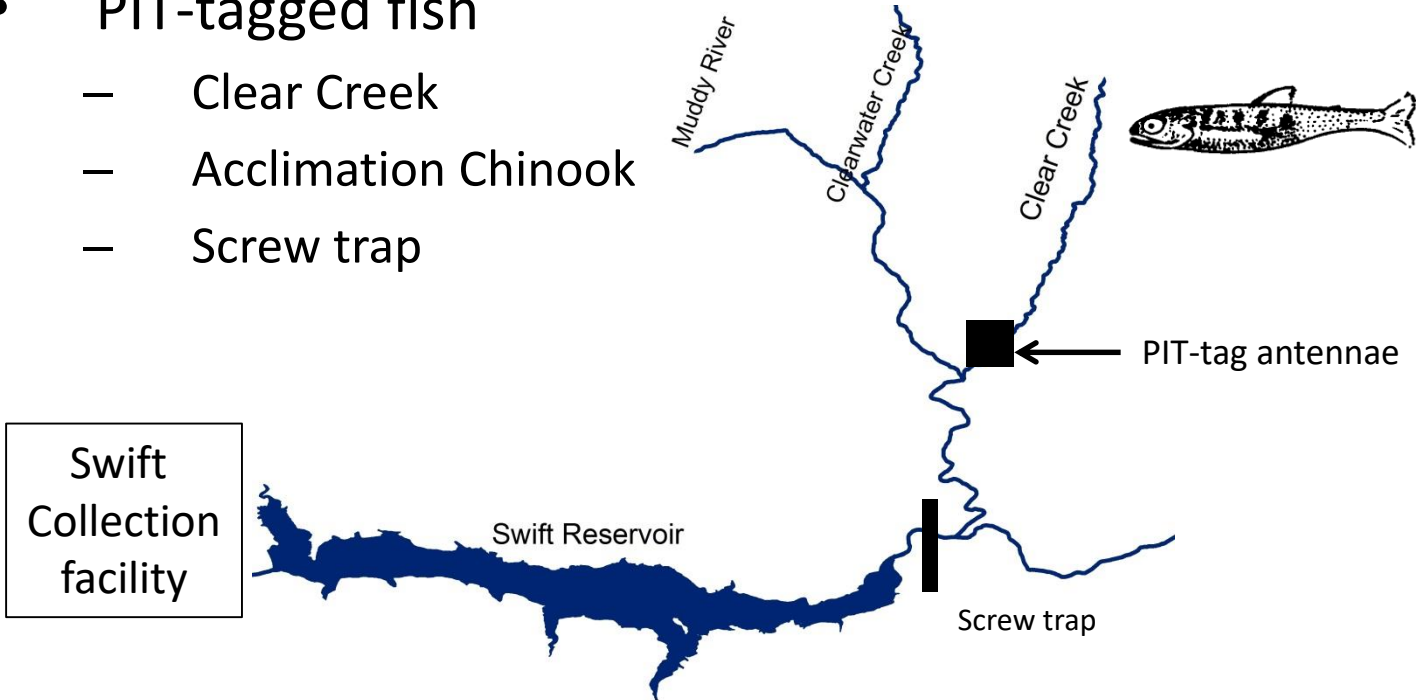 • PIT-tagged fish
– Clear Creek
– Acclimation Chinook
– Screw trap
Muddy River
Clearwater Creek
Clear Creek
PIT-tag antennae
Swift
Collection
facility
Swift Reservoir
Screw trap